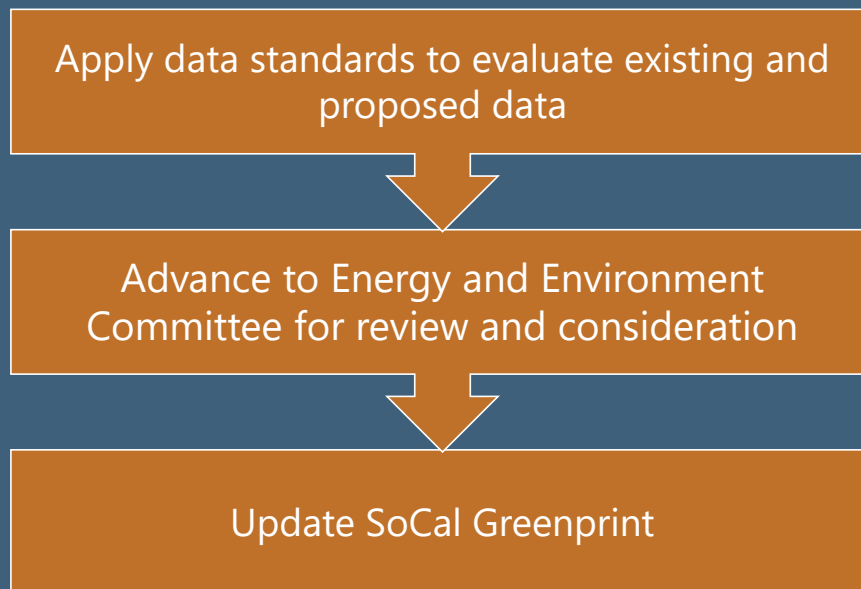 Apply data standards to evaluate existing and
proposed data
Advance to Energy and Environment
Committee for review and consideration
Update SoCal Greenprint